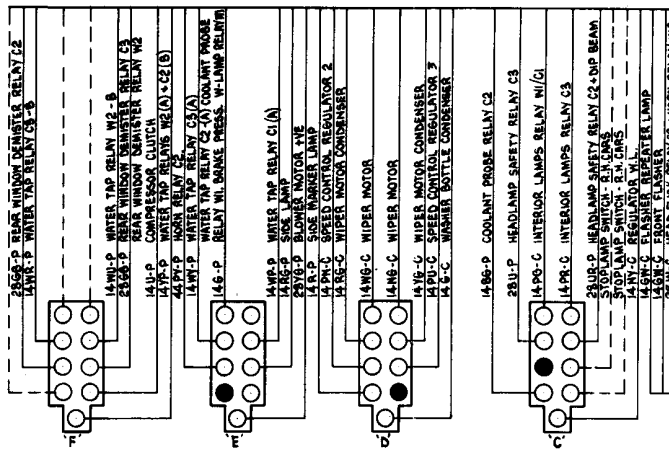 28GB-P REAR WINDOW DEMISTER RELAY C2
14WR-P WATER TAP RELAY C3-B
14WU-P WATER TAP RELAY W2-B
28GB-P REAR WINDOW DEMISTER RELAY C3
REAR WINDOW DEMISTER RELAY W2
14U-P COMPRESSOR CLUTCH
14YP-P WATER TAP RELAYS W2(A)+C2(B)
44PY-P HORN RELAY C2
14WY-P WATER TAP RELAY C3(A)
WATER TAP RELAY C2 (A) COOLANT PROBE
14G-P RELAY W1. BRAKE PRESS. W-LAMP RELAY W1
14WP-P WATER TAP RELAY C1(A)
14RG-P SIDE LAMP
28YG-P BLOWER MOTOR +VE
14R-P SIDE MARKER LAMP
14PN-C SPEED CONTROL REGULATOR 2
14RG-C WIPER MOTOR CONDENSER
14NG-C WIPER MOTOR
14NG-C WIPER MOTOR
14YG-C WIPER MOTOR CONDENSER
14PU-C SPEED CONTROL REGULATOR 3
14G-C WASHER BOTTLE CONDENSER
14BG-P COOLANT PROBE RELAY C2
28U-P HEADLAMP SAFETY RELAY C3
14PO-C INTERIOR LAMPS RELAY W1/C1
14PR-C INTERIOR LAMPS RELAY C3
28UR-P HEADLAMP SAFETY RELAY C2+DIP BEAM
STOPLAMP SWITCH - R.H. CARS
STOPLAMP SWITCH - R.H. CARS
14NY-C REGULATOR W.L.
14GW-C FLASHER REPEATER LAMP
14GW-C FRONT FLASHER
'F'
'E'
'D'
'C'